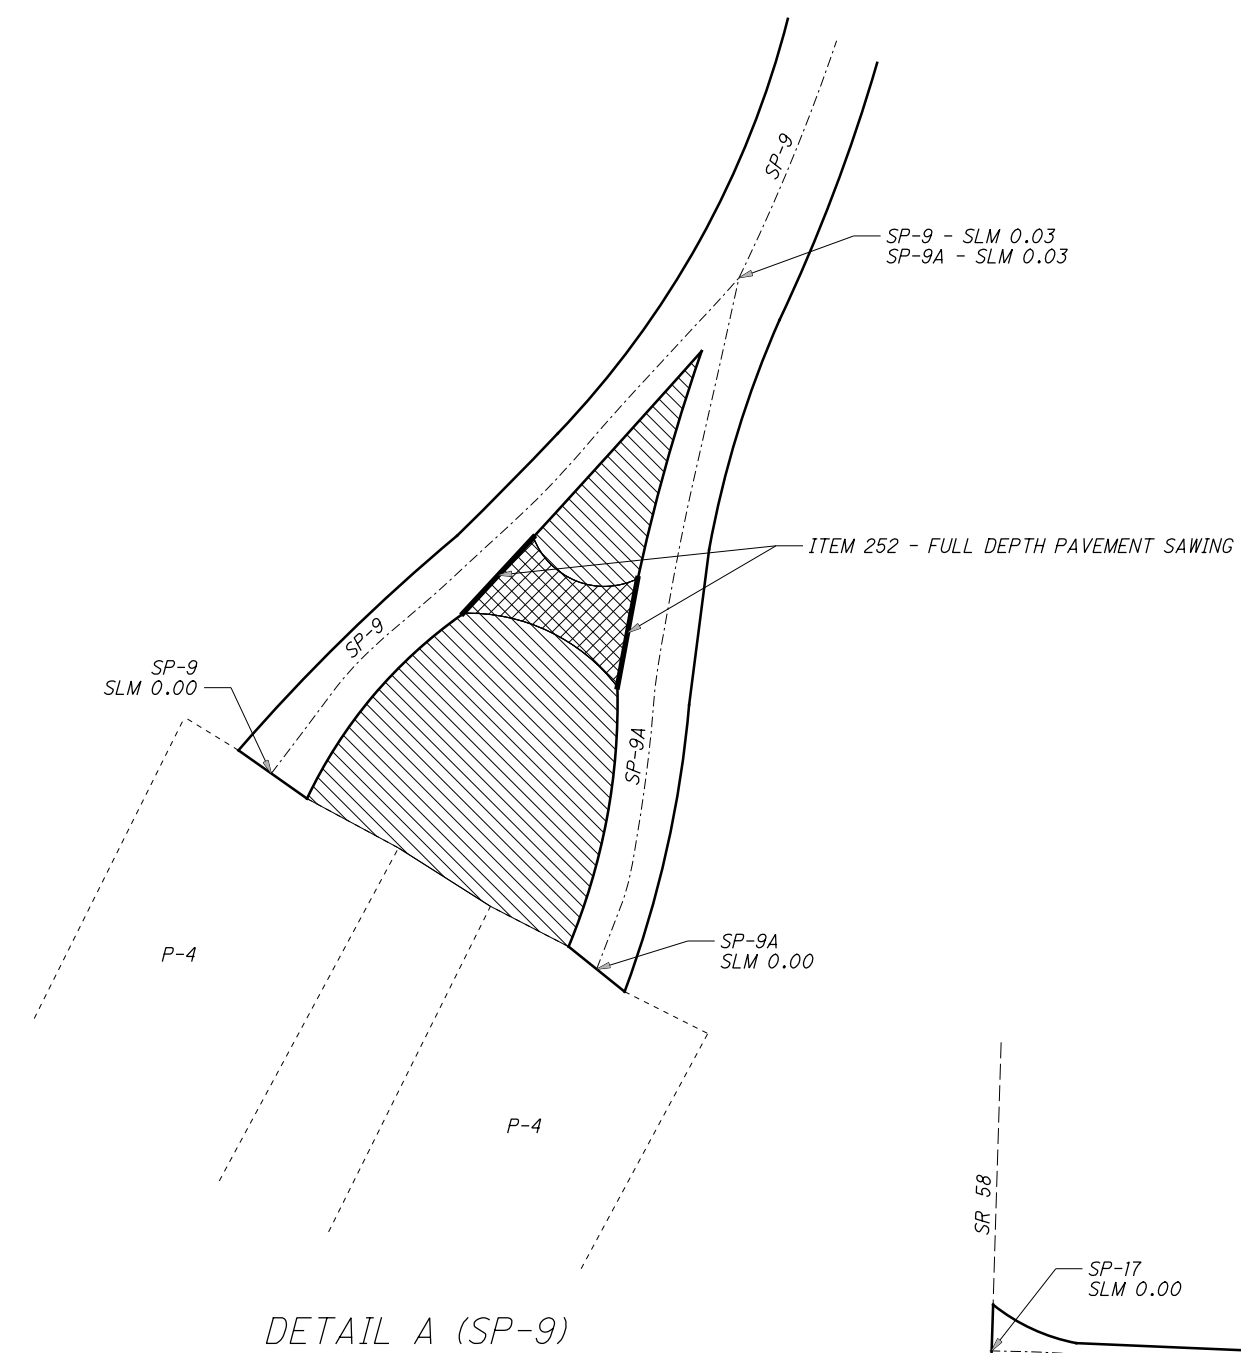 SP-9
SP-9 - SLM 0.03
SP-9A - SLM 0.03
ITEM 252 - FULL DEPTH PAVEMENT SAWING
SP-9
SP-9
SLM 0.00
SP-9A
SP-9A
SLM 0.00
P-4
P-4
SR 58
SP-17
SLM 0.00
DETAIL A (SP-9)